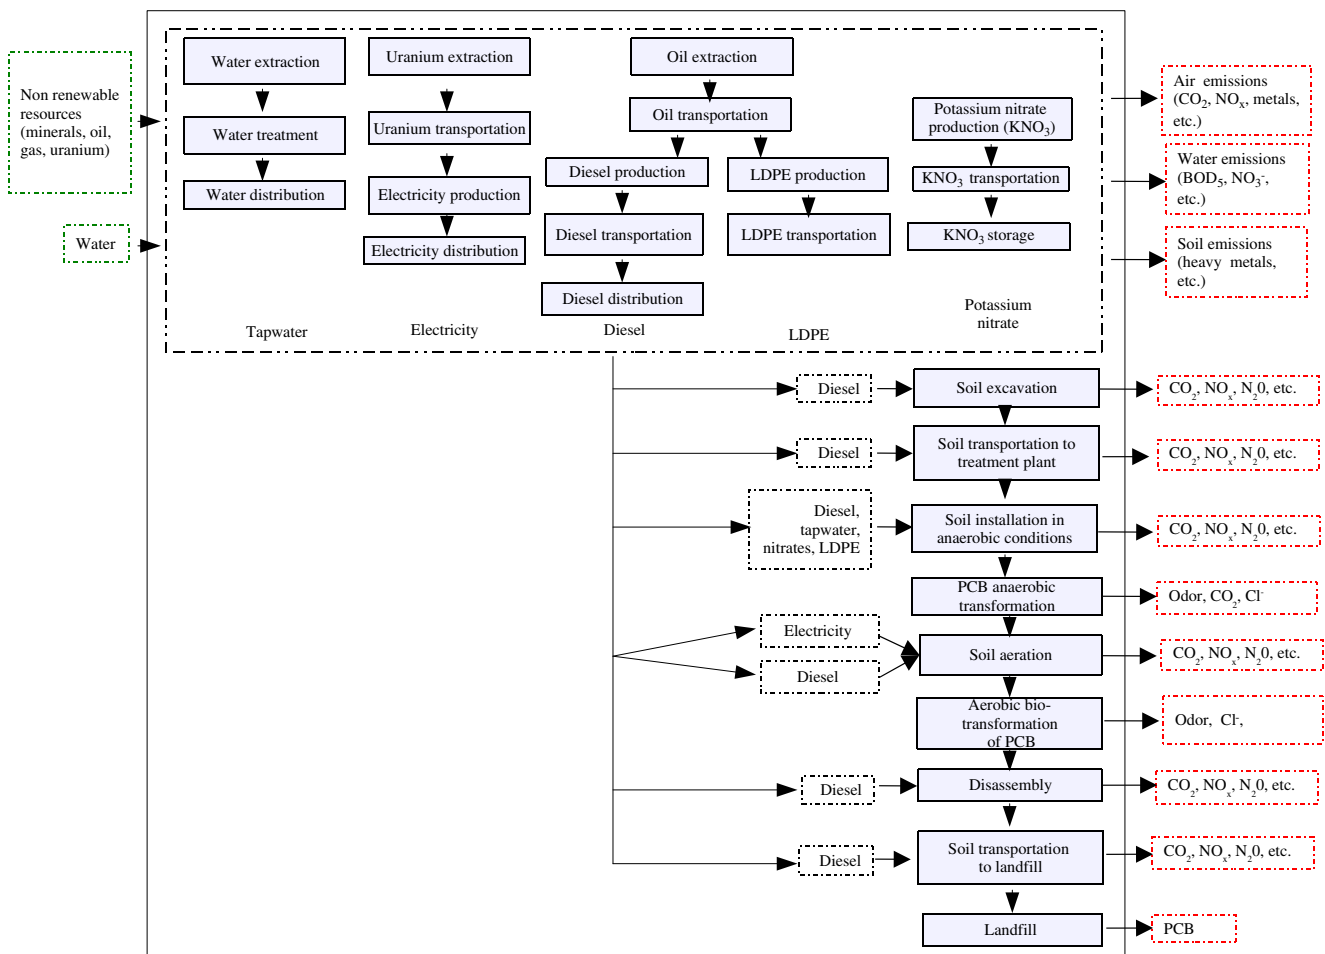 Non renewable
resources
(minerals, oil,
gas, uranium)
Water
Water extraction
Water treatment
Water distribution
Tapwater
Uranium extraction
Uranium transportation
Electricity production
Electricity distribution
Electricity
Oil extraction
Oil transportation
Diesel production
Diesel transportation
Diesel distribution
Diesel
LDPE production
LDPE transportation
LDPE
Potassium nitrate
production (KNO3)
KNO3 transportation
KNO3 storage
Potassium
nitrate
Air emissions
(CO2, NOx, metals,
etc.)
Water emissions
(BOD5, NO3-,
etc.)
Soil emissions
(heavy metals,
etc.)
Diesel
Soil excavation
CO2, NOx, N20, etc.
Diesel
Soil transportation to
treatment plant
CO2, NOx, N20, etc.
Diesel,
tapwater,
nitrates, LDPE
Soil installation in
anaerobic conditions
CO2, NOx, N20, etc.
PCB anaerobic
transformation
Odor, CO2, Cl-
Electricity
Diesel
Soil aeration
CO2, NOx, N20, etc.
Aerobic bio-
transformation
of PCB
Odor, Cl-,
Diesel
Disassembly
CO2, NOx, N20, etc.
Diesel
Soil transportation
to landfill
CO2, NOx, N20, etc.
Landfill
PCB